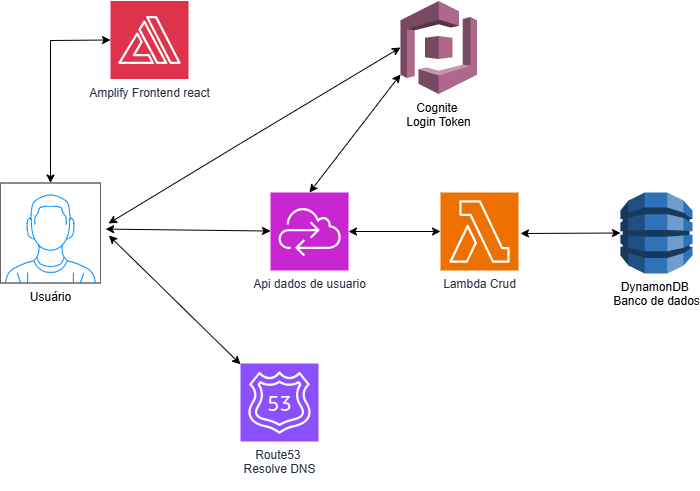 Amplify Frontend react
Cognite
Login Token
Usuário
Api dados de usuario
Lambda Crud
DynamonDB
Banco de dados
53
Route53
Resolve DNS